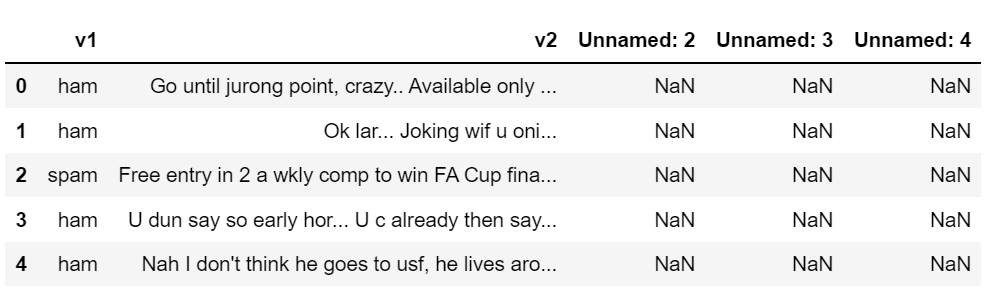 v1 v2 Unnamed: 2 Unnamed: 3 Unnamed: 4
0 ham Go until jurong point, crazy.. Available only ... NaN NaN NaN
1 ham Ok lar... Joking wif u oni... NaN NaN NaN
2 spam Free entry in 2 a wkly comp to win FA Cup fina... NaN NaN NaN
3 ham U dun say so early hor... U c already then say... NaN NaN NaN
4 ham Nah I don't think he goes to usf, he lives aro... NaN NaN NaN